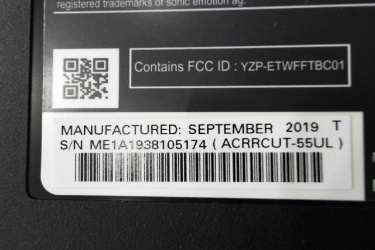 registered trademarks of sonic emotion ag.
Contains FCC ID : YZP-ETWFFTBC01
MANUFACTURED: SEPTEMBER 2019 T
S/N ME1A1938105174 ( ACRRCUT-55UL )